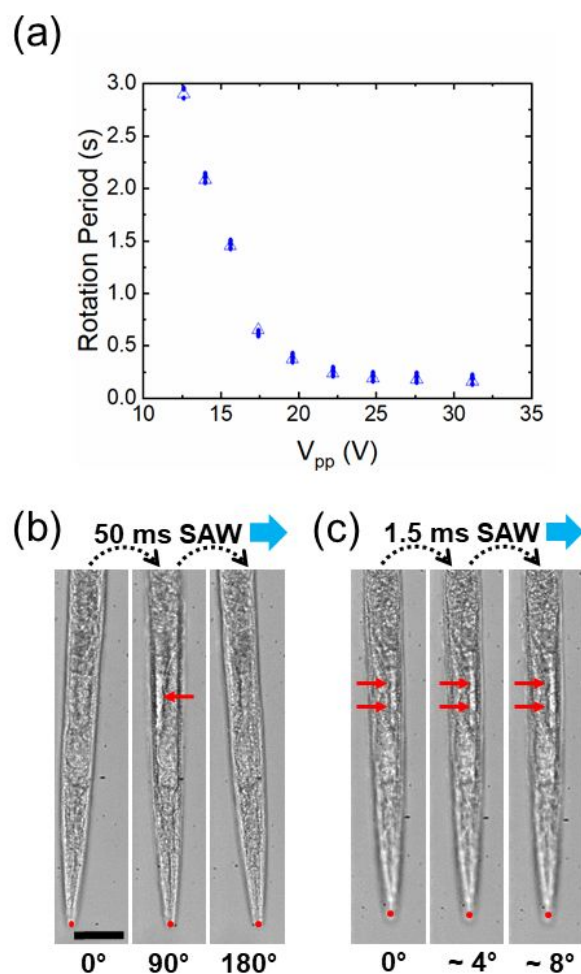 (a)
3.0
2.5
2.0
1.5
1.0
0.5
0.0
Rotation Period (s)
10 15 20 25 30 35
Vpp (V)
(b) 50 ms SAW
(c) 1.5 ms SAW
0° 90° 180°
0° ~ 4° ~ 8°